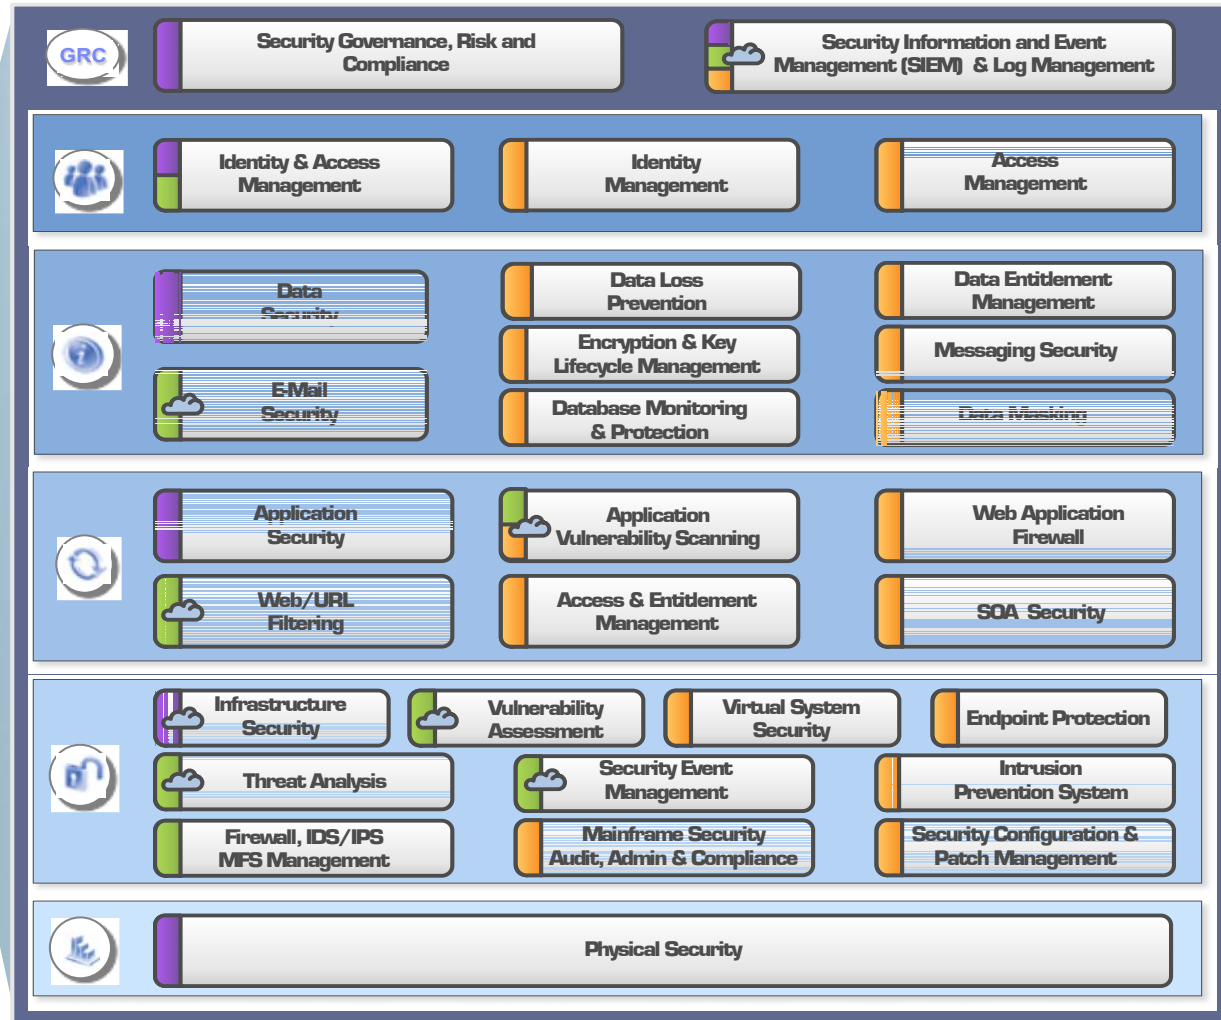 GRC
Security Governance, Risk and
Compliance
Security Information and Event
Management (SIEM) & Log Management
Identity & Access
Management
Identity
Management
Access
Management
Data
Security
Data Loss
Prevention
Data Entitlement
Management
Encryption & Key
Lifecycle Management
Messaging Security
E-Mail
Security
Database Monitoring
& Protection
Data Masking
Application
Security
Application
Vulnerability Scanning
Web Application
Firewall
Web/URL
Filtering
Access & Entitlement
Management
SOA Security
Infrastructure
Security
Vulnerability
Assessment
Virtual System
Security
Endpoint Protection
Threat Analysis
Security Event
Management
Intrusion
Prevention System
Firewall, IDS/IPS
MFS Management
Mainframe Security
Audit, Admin & Compliance
Security Configuration &
Patch Management
Physical Security